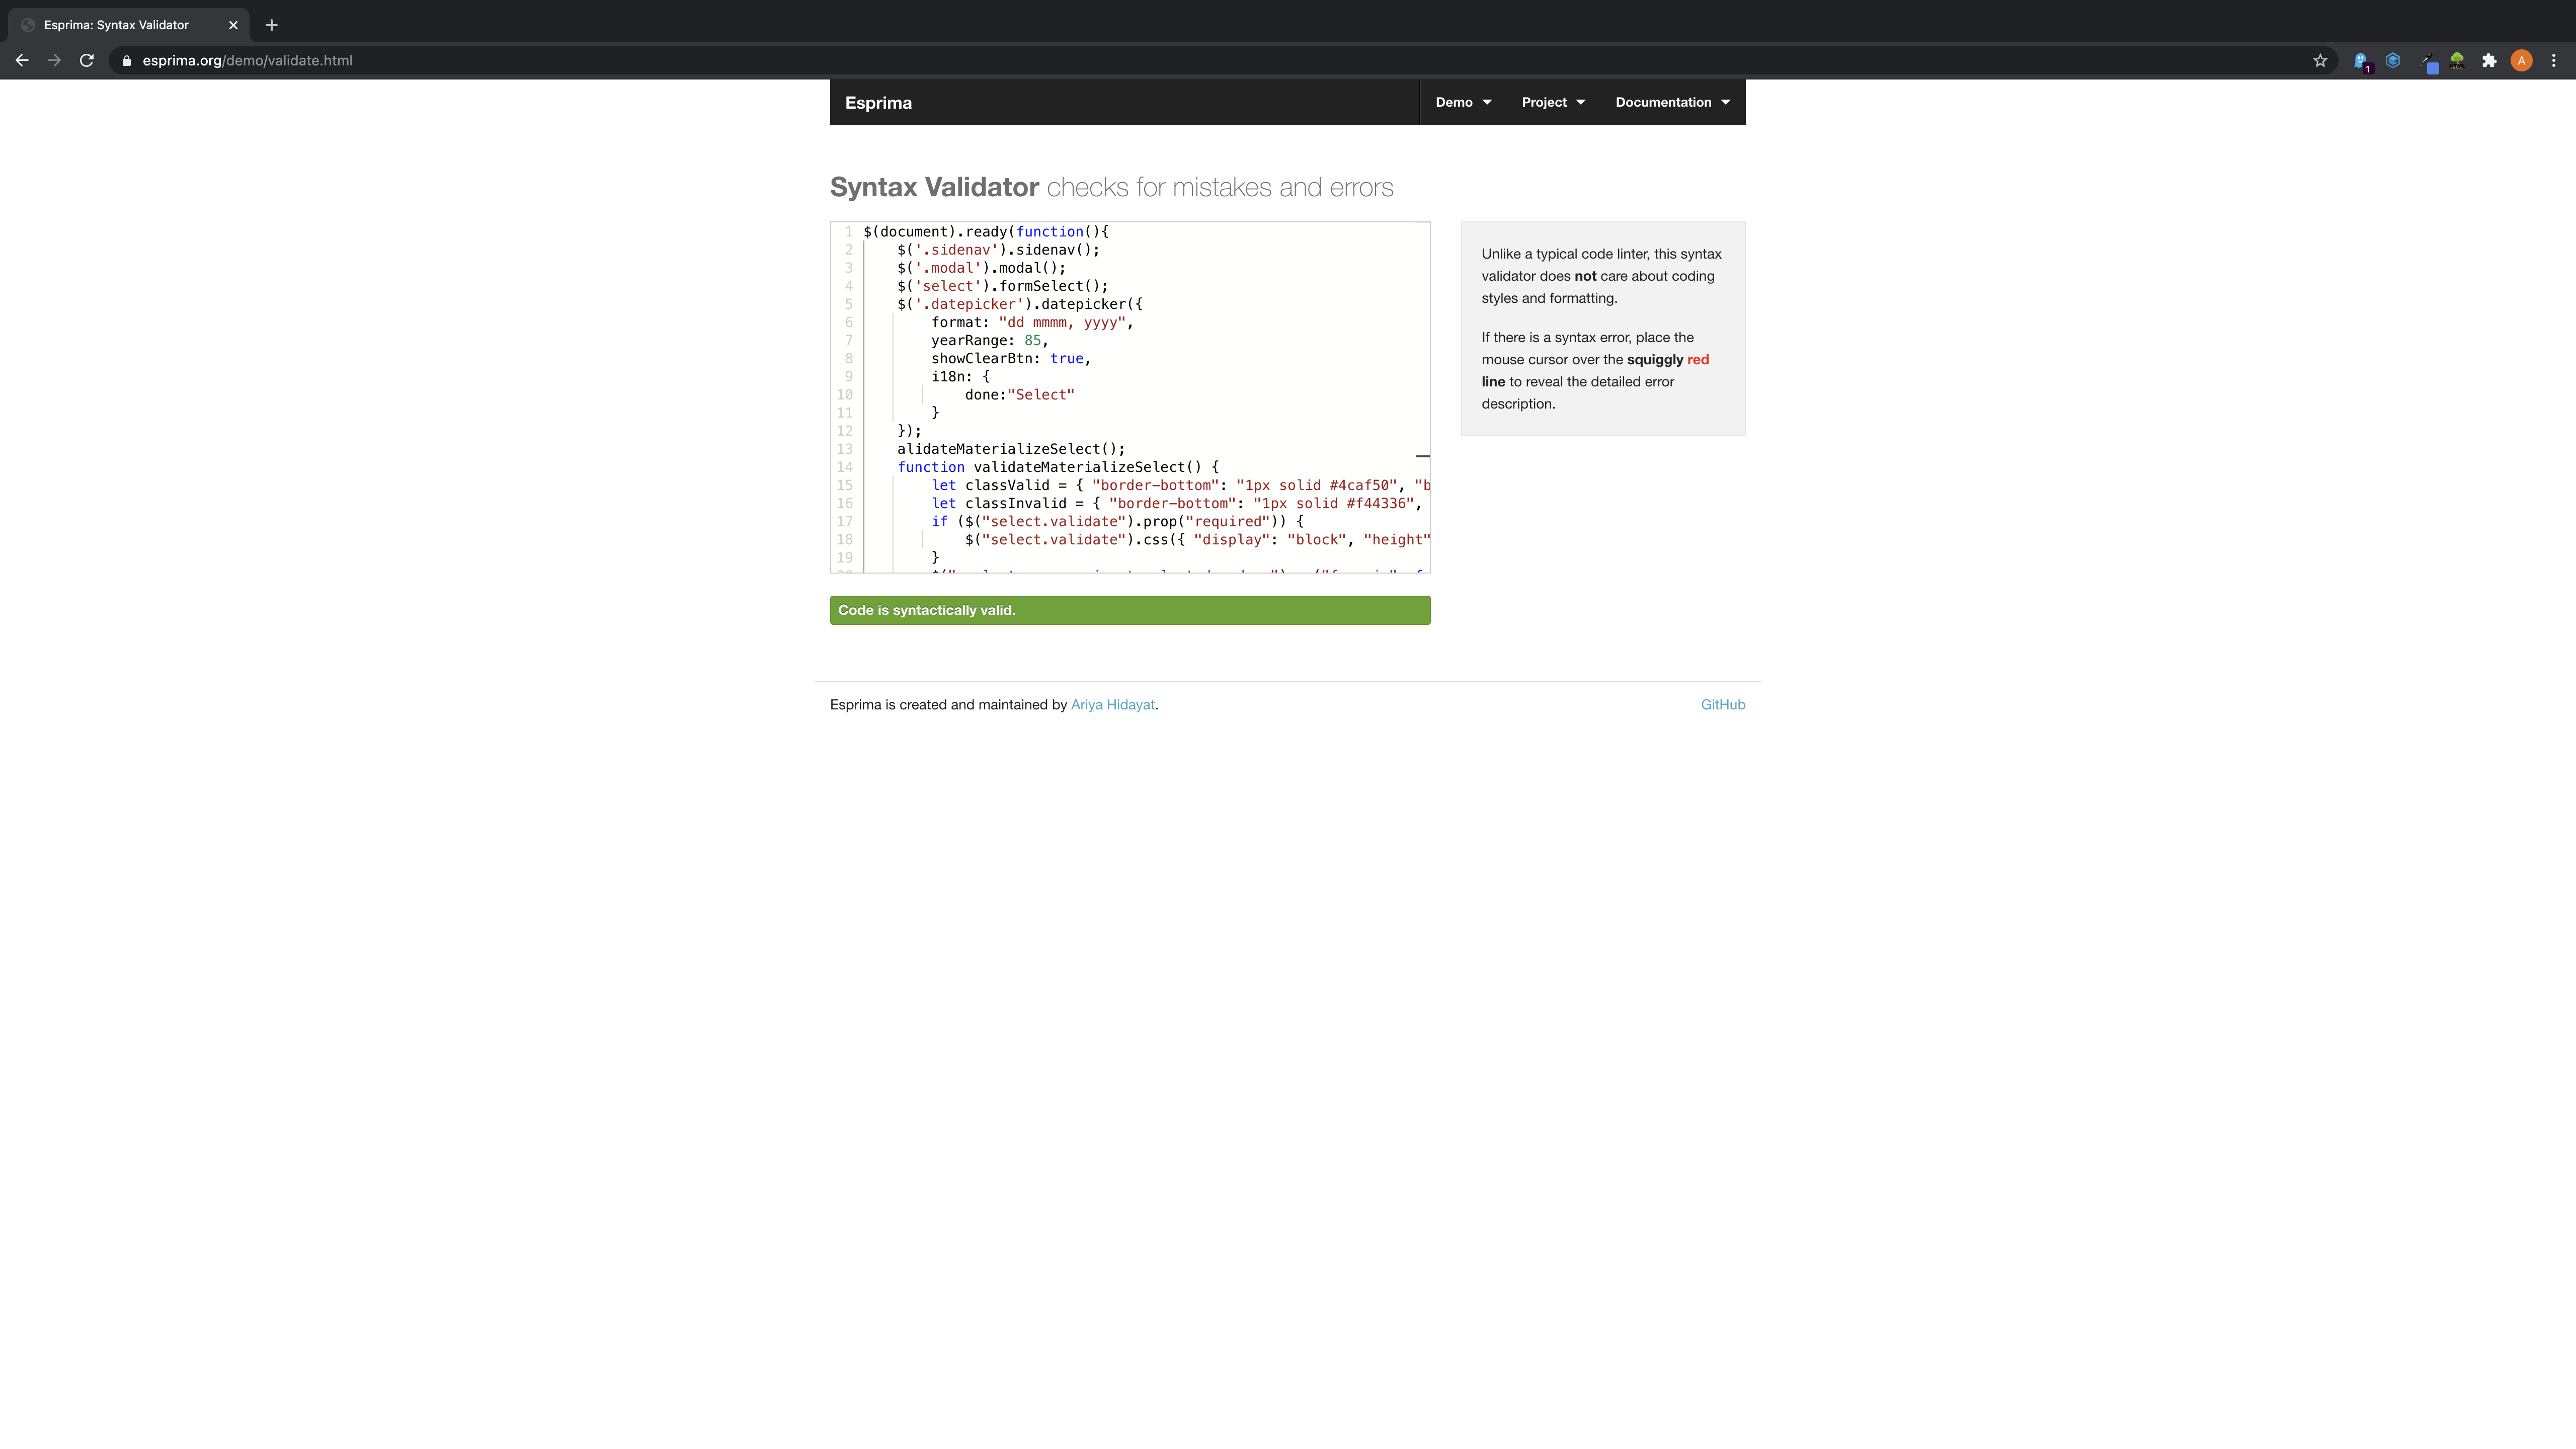 Esprima: Syntax Validator
esprima.org/demo/validate.html
1
A
Esprima
Demo Project Documentation
Syntax Validator checks for mistakes and errors
1 $(document).ready(function(){
2 $('.sidenav').sidenav();
3 $('.modal').modal();
4 $('select').formSelect();
5 $('.datepicker').datepicker({
6 format: "dd mmmm, yyyy",
7 yearRange: 85,
8 showClearBtn: true,
9 i18n: {
10 done:"Select"
11 }
12 });
13 alidateMaterializeSelect();
14 function validateMaterializeSelect() {
15 let classValid = { "border-bottom": "1px solid #4caf50", "b
16 let classInvalid = { "border-bottom": "1px solid #f44336",
17 if ($("select.validate").prop("required")) {
18 $("select.validate").css({ "display": "block", "height"
19 }
Code is syntactically valid.
Unlike a typical code linter, this syntax
validator does not care about coding
styles and formatting.
If there is a syntax error, place the
mouse cursor over the squiggly red
line to reveal the detailed error
description.
Esprima is created and maintained by Ariya Hidayat.
GitHub